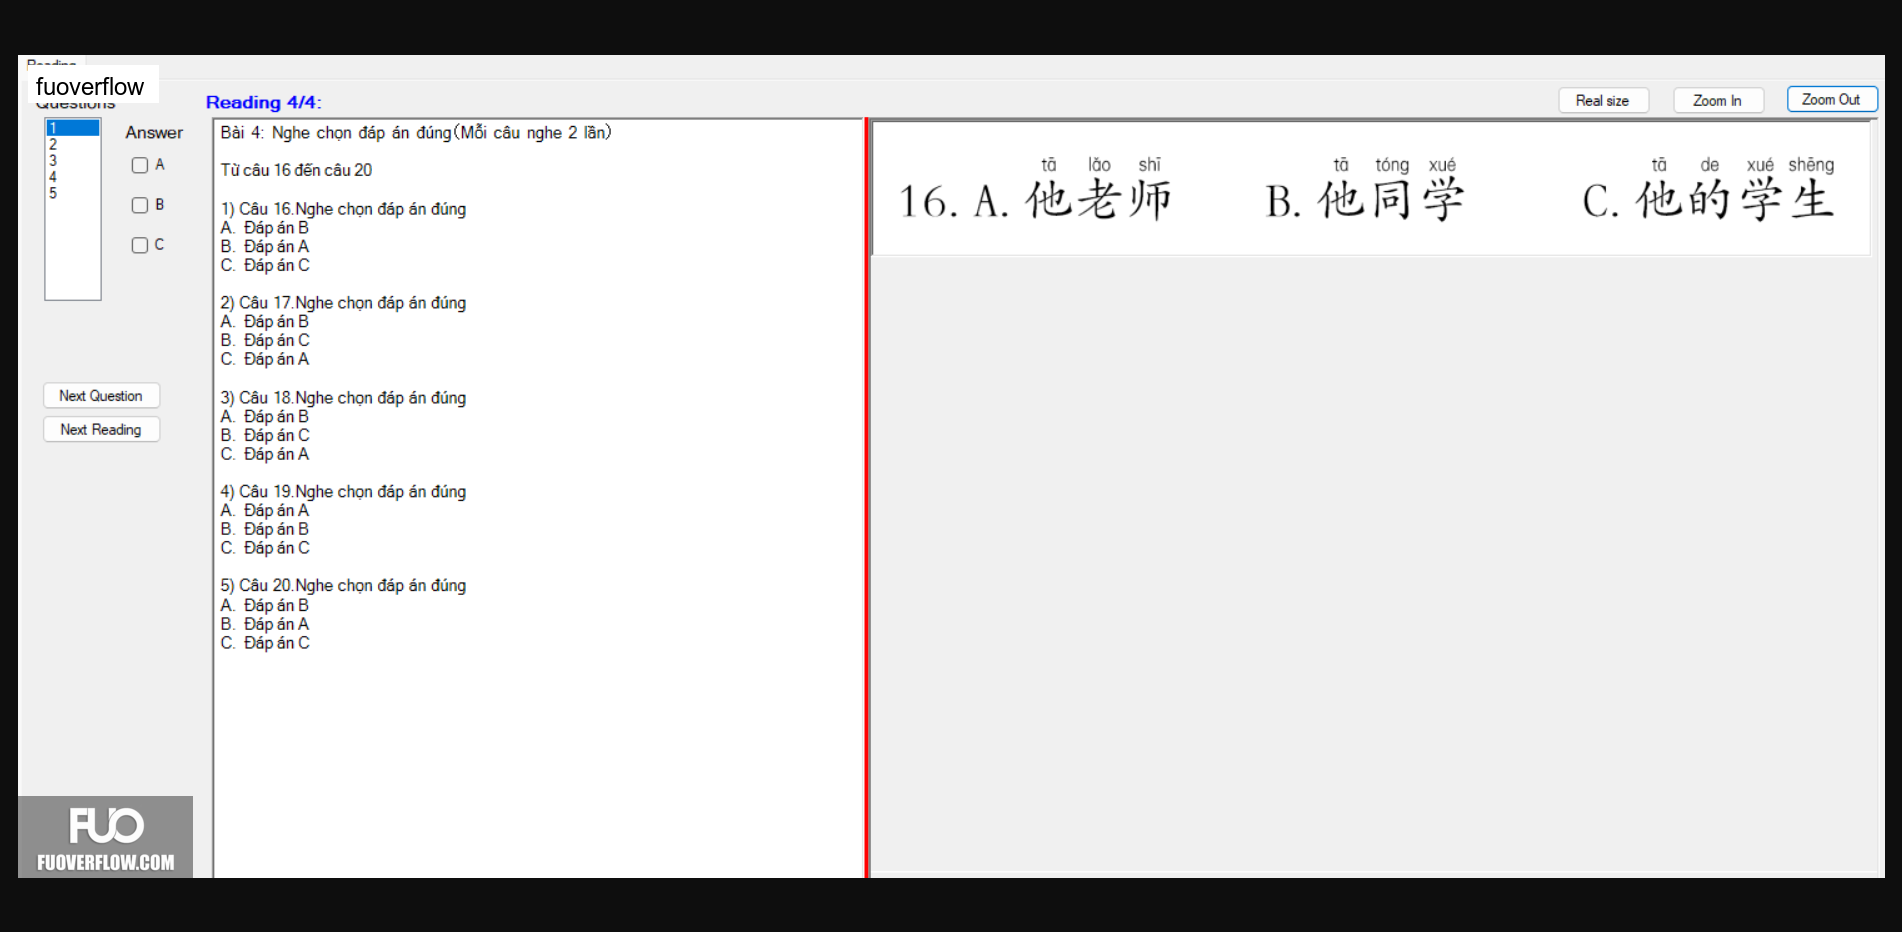 fuoverflow
Questions
Reading 4/4:
Real size
Zoom In
Zoom Out
1
2
3
4
5
Answer
A
B
C
Next Question
Next Reading
Bài 4: Nghe chọn đáp án đúng(Mỗi câu nghe 2 lần)
Từ câu 16 đến câu 20
1) Câu 16.Nghe chọn đáp án đúng
A. Đáp án B
B. Đáp án A
C. Đáp án C
2) Câu 17.Nghe chọn đáp án đúng
A. Đáp án B
B. Đáp án C
C. Đáp án A
3) Câu 18.Nghe chọn đáp án đúng
A. Đáp án B
B. Đáp án C
C. Đáp án A
4) Câu 19.Nghe chọn đáp án đúng
A. Đáp án A
B. Đáp án B
C. Đáp án C
5) Câu 20.Nghe chọn đáp án đúng
A. Đáp án B
B. Đáp án A
C. Đáp án C
tā lǎo shī tā tóng xué tā de xué shēng
16. A. 他老师 B. 他同学 C. 他的学生
FUO
FUOVERFLOW.COM